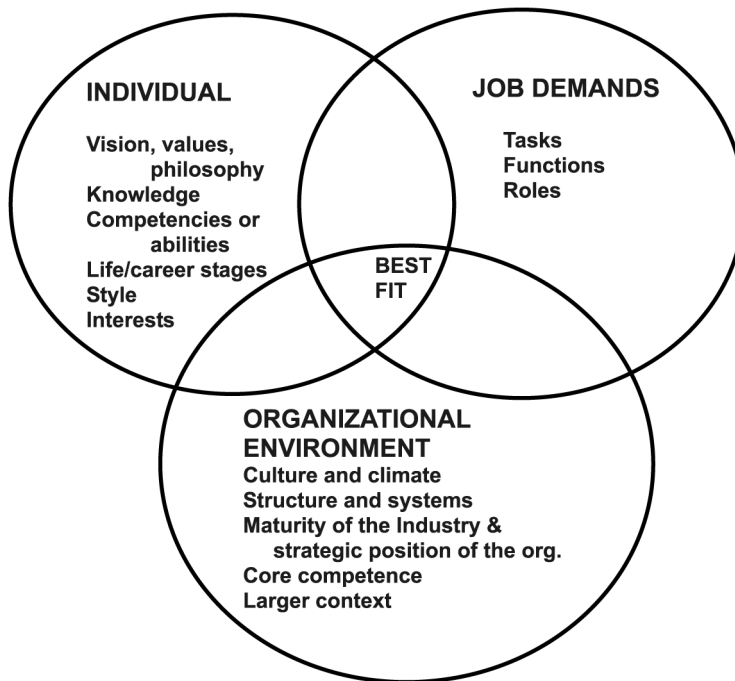 INDIVIDUAL
Vision, values,
philosophy
Knowledge
Competencies or
abilities
Life/career stages
Style
Interests
JOB DEMANDS
Tasks
Functions
Roles
BEST
FIT
ORGANIZATIONAL
ENVIRONMENT
Culture and climate
Structure and systems
Maturity of the Industry &
strategic position of the org.
Core competence
Larger context